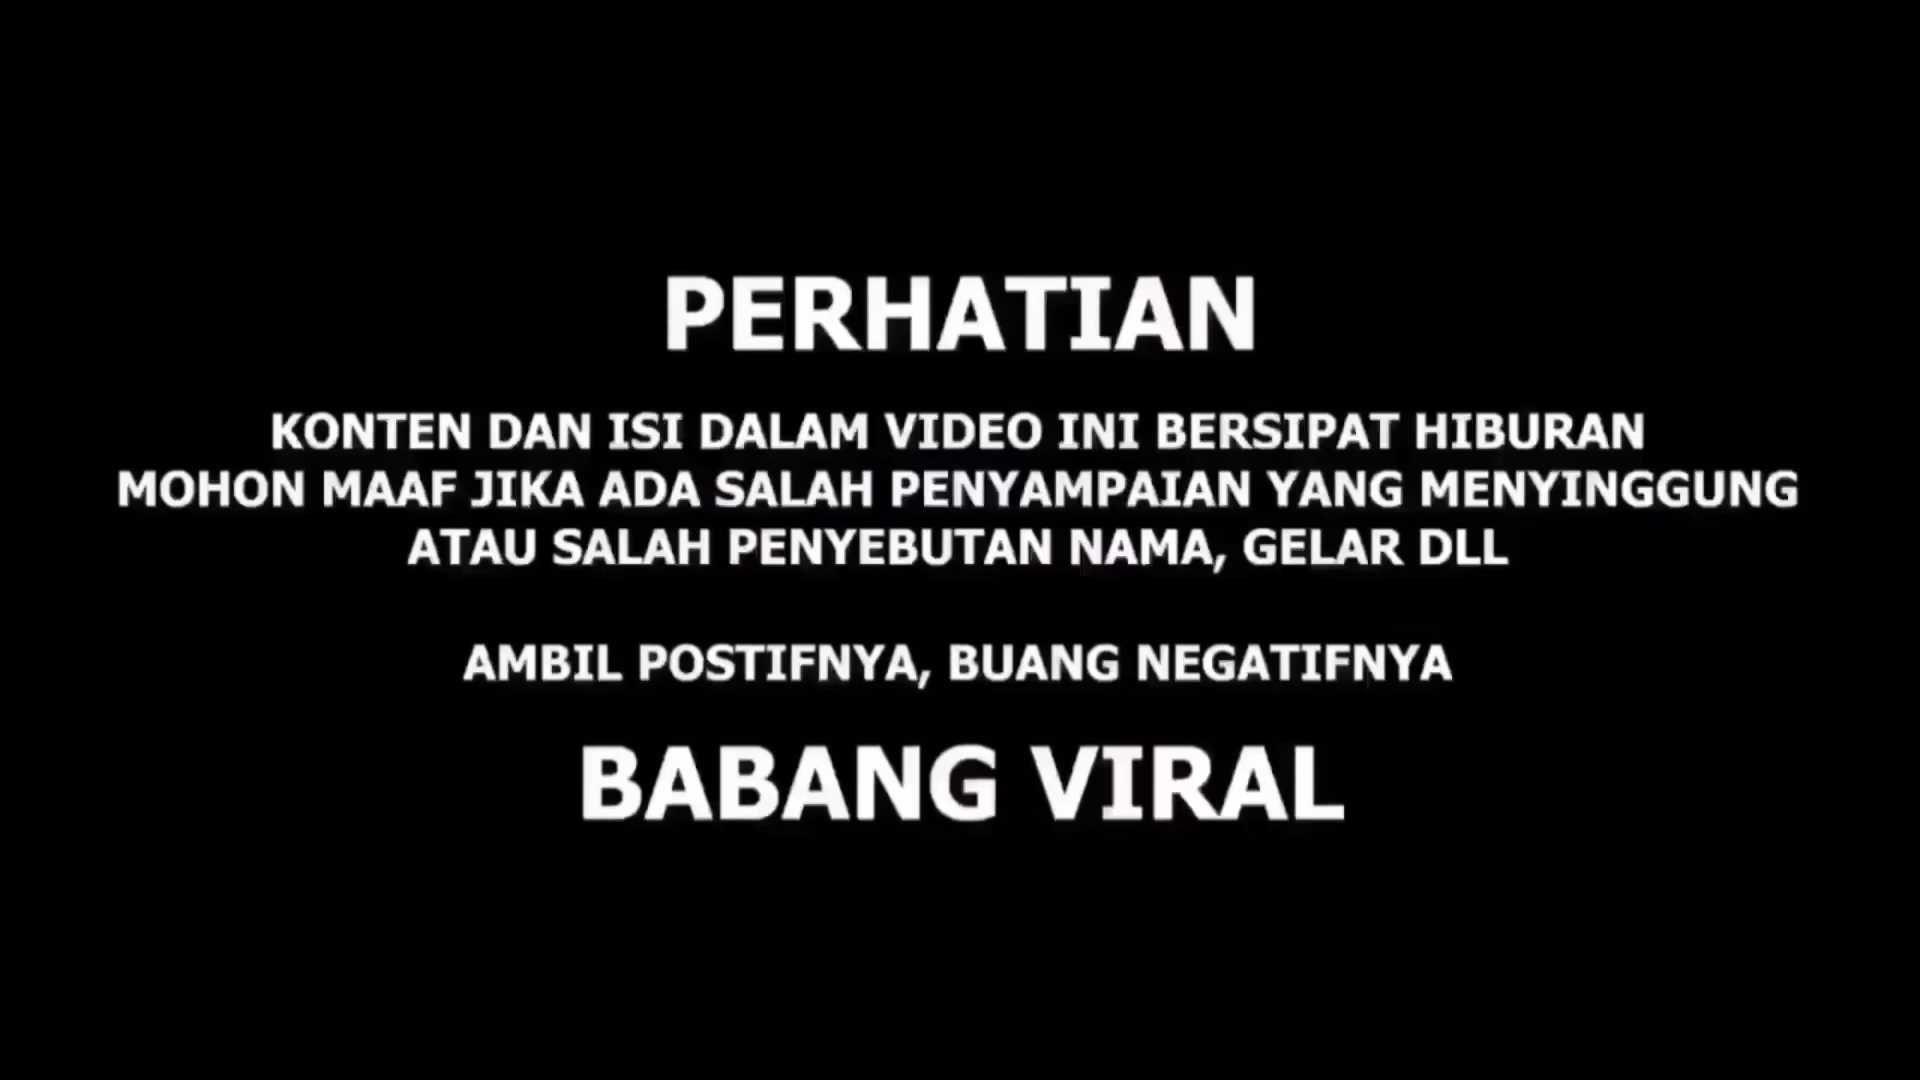 PERHATIAN
KONTEN DAN ISI DALAM VIDEO INI BERSIPAT HIBURAN
MOHON MAAF JIKA ADA SALAH PENYAMPAIAN YANG MENYINGGUNG
ATAU SALAH PENYEBUTAN NAMA, GELAR DLL
AMBIL POSTIFNYA, BUANG NEGATIFNYA
BABANG VIRAL